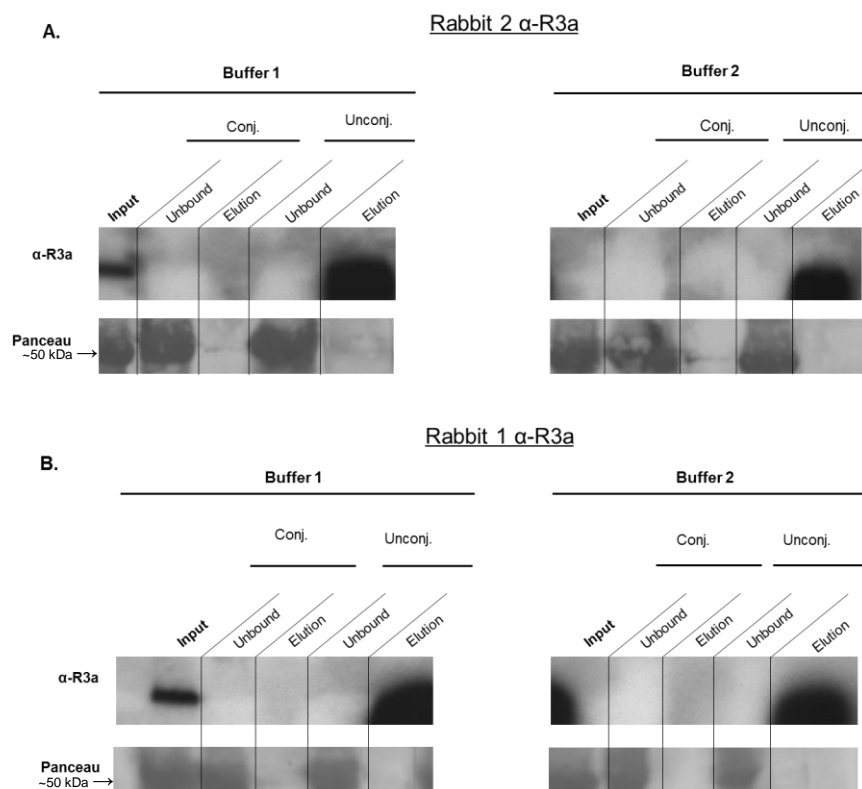 Rabbit 2 α-R3a
A.
Buffer 1
Buffer 2
Conj.
Unconj.
Conj.
Unconj.
Input
Unbound
Elution
Unbound
Elution
Input
Unbound
Elution
Unbound
Elution
α-R3a
Panceau
~50 kDa →
Rabbit 1 α-R3a
B.
Buffer 1
Buffer 2
Conj.
Unconj.
Conj.
Unconj.
Input
Unbound
Elution
Unbound
Elution
Input
Unbound
Elution
Unbound
Elution
α-R3a
Panceau
~50 kDa →